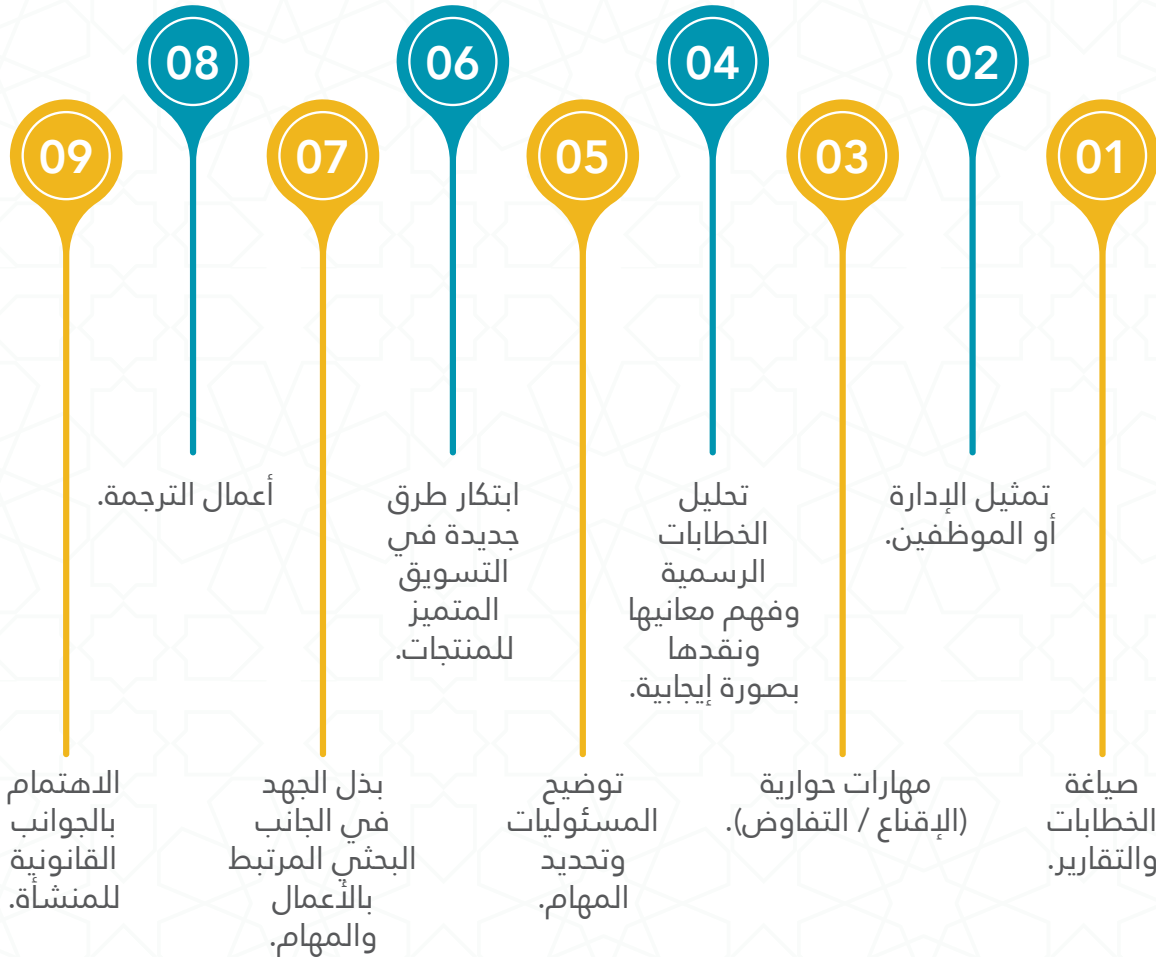 01
صياغة
الخطابات
والتقارير.
02
تمثيل الإدارة
أو الموظفين.
03
مهارات حوارية
(الإقناع / التفاوض).
04
تحليل
الخطابات
الرسمية
وفهم معانيها
ونقدها
بصورة إيجابية.
05
توضيح
المسئوليات
وتحديد
المهام.
06
ابتكار طرق
جديدة في
التسويق
المتميز
للمنتجات.
07
بذل الجهد
في الجانب
البحثي المرتبط
بالأعمال
والمهام.
08
أعمال الترجمة.
09
الاهتمام
بالجوانب
القانونية
للمنشأة.